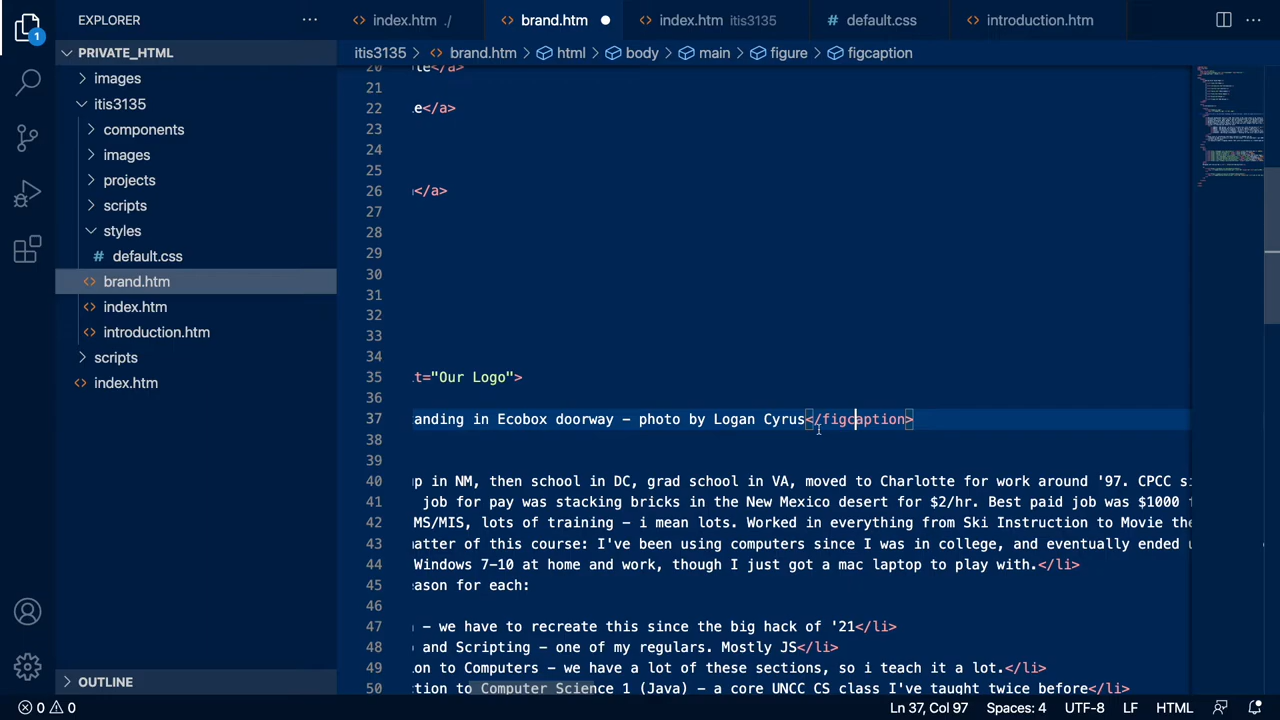 EXPLORER
index.htm ./
brand.htm
index.htm itis3135
# default.css
introduction.htm
PRIVATE_HTML
itis3135 > brand.htm > html > body > main > figure > figcaption
images
itis3135
components
images
projects
scripts
styles
# default.css
brand.htm
index.htm
introduction.htm
scripts
index.htm
OUTLINE
1
20 te</a>
21
22 e</a>
23
24
25
26 </a>
27
28
29
30
31
32
33
34
35 t="Our Logo">
36
37 anding in Ecobox doorway - photo by Logan Cyrus</figcaption>
38
39
40 up in NM, then school in DC, grad school in VA, moved to Charlotte for work around '97. CPCC
41 job for pay was stacking bricks in the New Mexico desert for $2/hr. Best paid job was $1000
42 MS/MIS, lots of training - i mean lots. Worked in everything from Ski Instruction to Movie
43 atter of this course: I've been using computers since I was in college, and eventually ended
44 Windows 7-10 at home and work, though I just got a mac laptop to play with.</li>
45 eason for each:
46
47 - we have to recreate this since the big hack of '21</li>
48 and Scripting - one of my regulars. Mostly JS</li>
49 on to Computers - we have a lot of these sections, so i teach it a lot.</li>
50 ction to Computer Science 1 (Java) - a core UNCC CS class I've taught twice before</li>
0 0
Ln 37, Col 97
Spaces: 4
UTF-8
LF
HTML